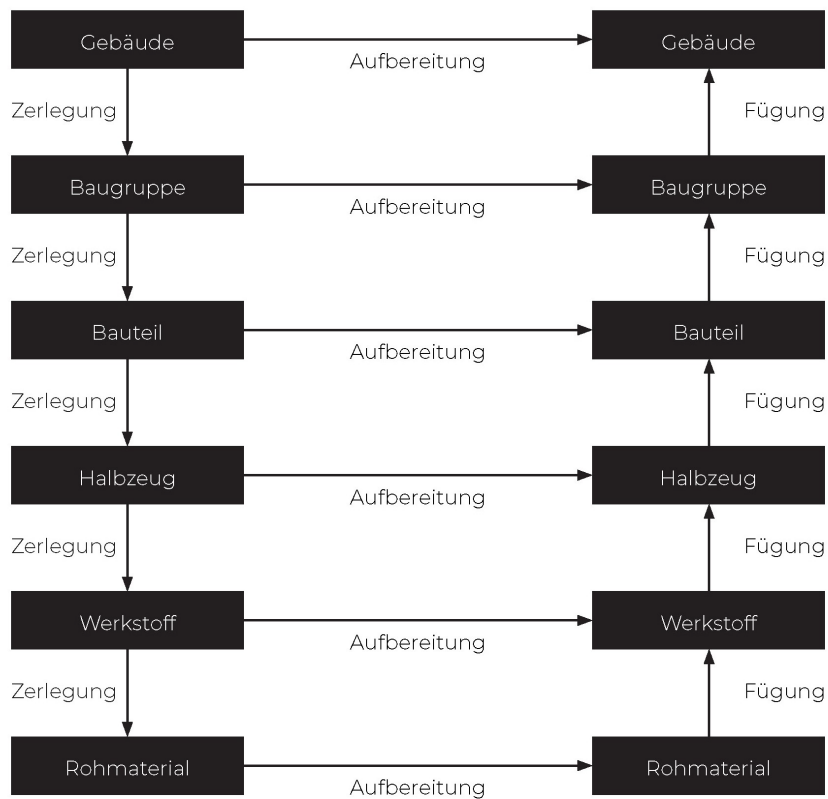 Gebäude
Aufbereitung
Gebäude
Zerlegung
Fügung
Baugruppe
Aufbereitung
Baugruppe
Zerlegung
Fügung
Bauteil
Aufbereitung
Bauteil
Zerlegung
Fügung
Halbzeug
Aufbereitung
Halbzeug
Zerlegung
Fügung
Werkstoff
Aufbereitung
Werkstoff
Zerlegung
Fügung
Rohmaterial
Aufbereitung
Rohmaterial